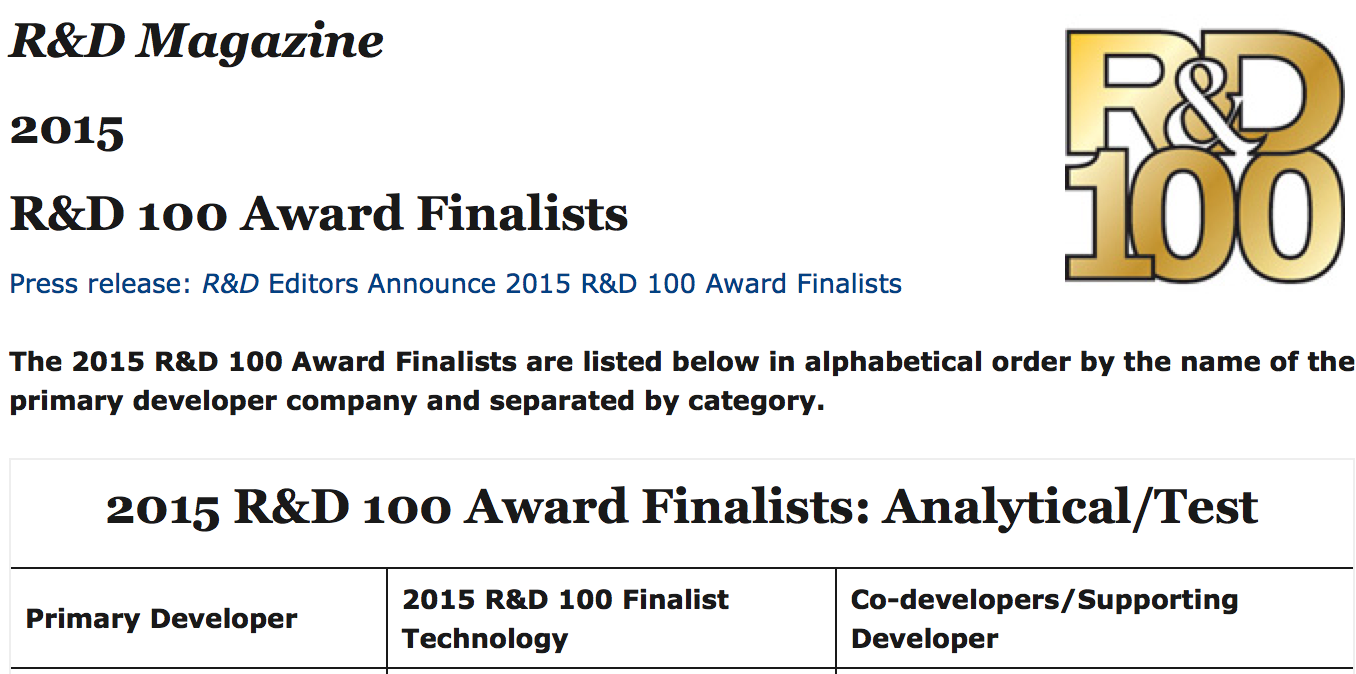 R&D Magazine
R&D
100
2015
R&D 100 Award Finalists
Press release: R&D Editors Announce 2015 R&D 100 Award Finalists
The 2015 R&D 100 Award Finalists are listed below in alphabetical order by the name of the
primary developer company and separated by category.
2015 R&D 100 Award Finalists: Analytical/Test
Primary Developer
2015 R&D 100 Finalist
Technology
Co-developers/Supporting
Developer